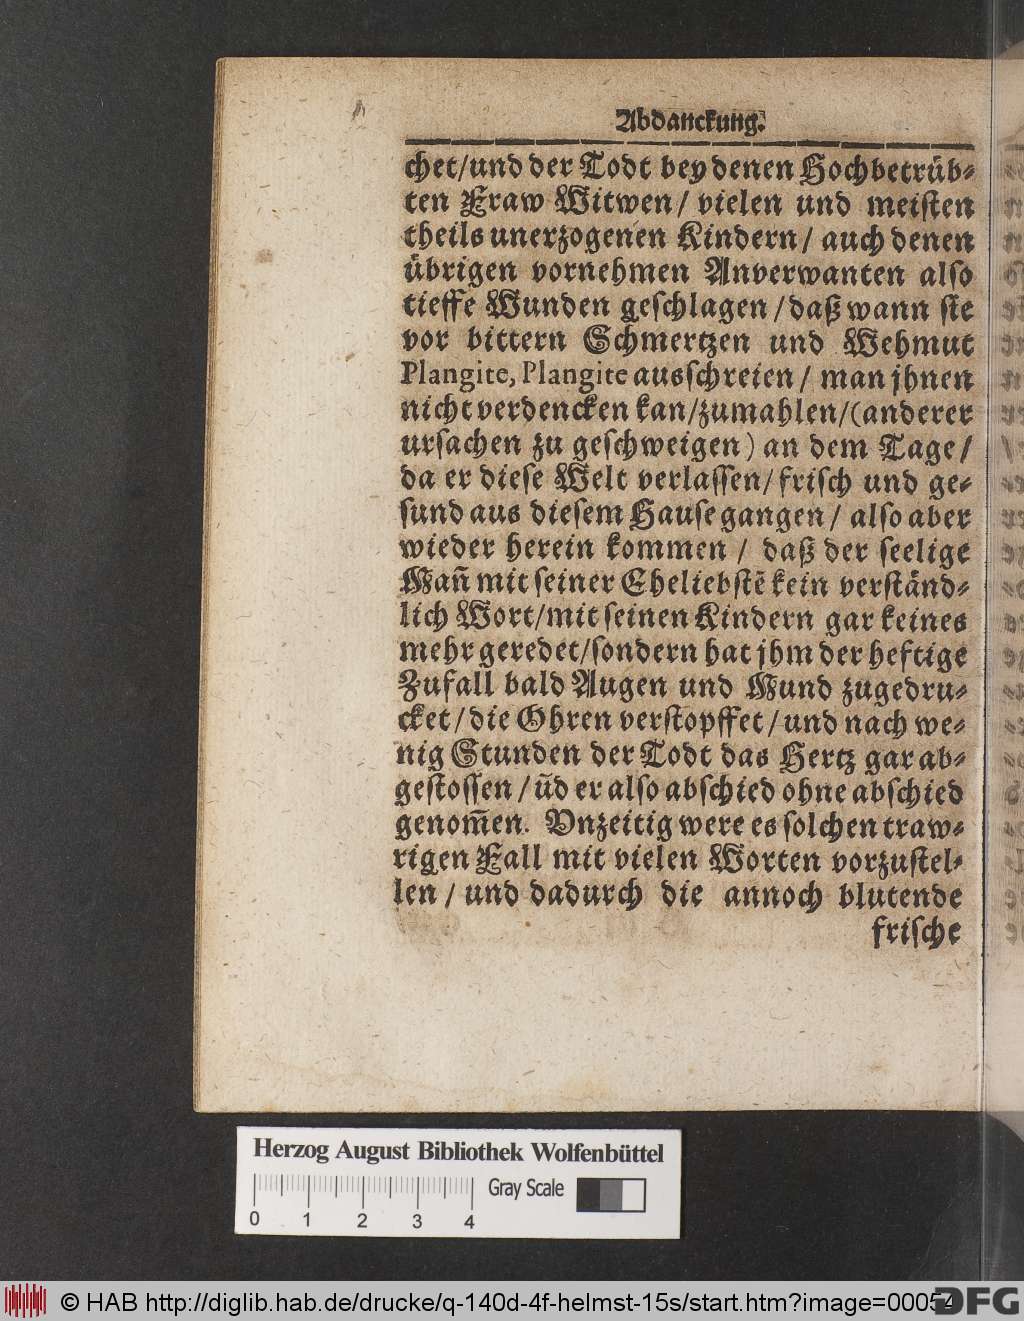 Abdanckung.
chet/und der Todt bey denen Hochbetrüb-
ten Fraw Witwen/ vielen und meisten
theils unerzogenen Kindern/ auch denen
übrigen vornehmen Anverwanten also
tieffe Wunden geschlagen/daß wann sie
vor bittern Schmertzen und Wehmut
Plangite, Plangite ausschreien/ man jhnen
nicht verdencken kan/zumahlen/(anderer
ursachen zu geschweigen) an dem Tage/
da er diese Welt verlassen/frisch und ge-
sund aus diesem Hause gangen/ also aber
wieder herein kommen/ daß der seelige
Mañ mit seiner Eheliebstē kein verständ-
lich Wort/mit seinen Kindern gar keines
mehr geredet/sondern hat jhm der heftige
Zufall bald Augen und Mund zugedru-
cket/die Ohren verstopffet/und nach we-
nig Stunden der Todt das Hertz gar ab-
gestossen/ūd er also abschied ohne abschied
genom̃en. Vnzeitig were es solchen traw-
rigen Fall mit vielen Worten vorzustel-
len/ und dadurch die annoch blutende
frische
Herzog August Bibliothek Wolfenbüttel
0 1 2 3 4 Gray Scale
© HAB http://diglib.hab.de/drucke/q-140d-4f-helmst-15s/start.htm?image=00054
DFG